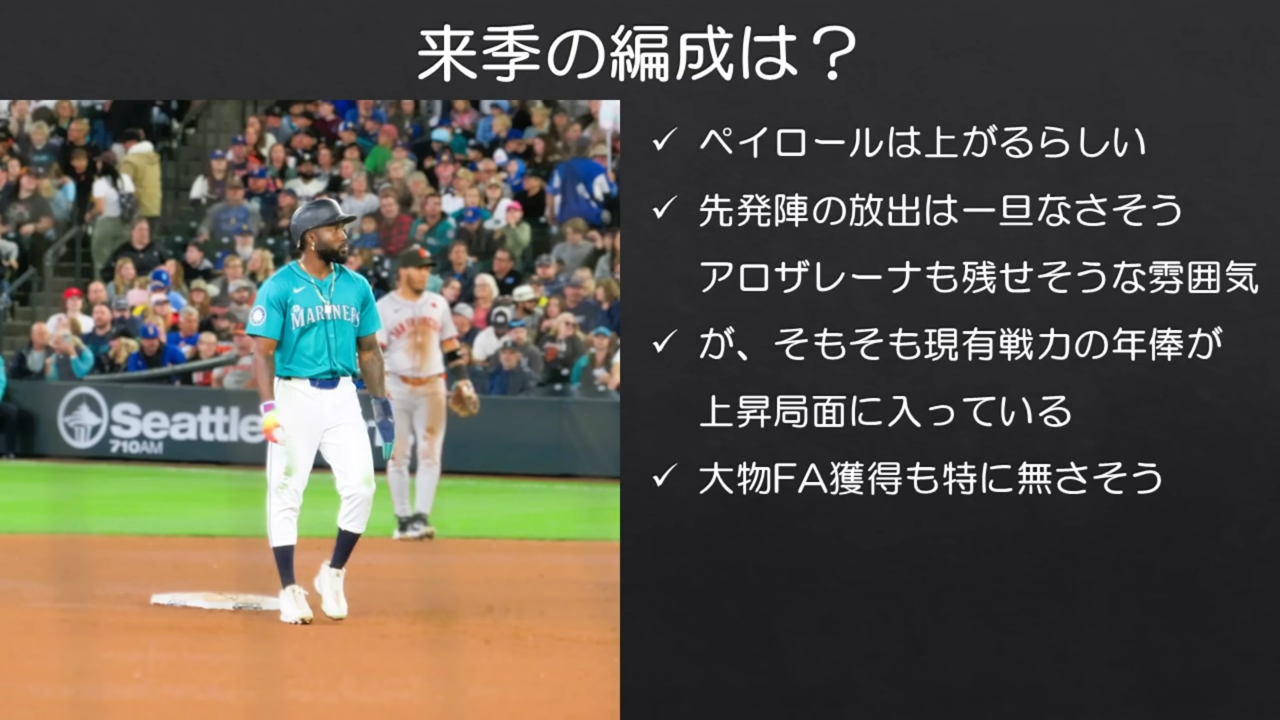 来季の編成は？
✓ ペイロールは上がるらしい
✓ 先発陣の放出は一旦なさそう
アロザレーナも残せそうな雰囲気
✓ が、そもそも現有戦力の年俸が
上昇局面に入っている
✓ 大物FA獲得も特に無さそう
MARINERS
Seattle
710AM